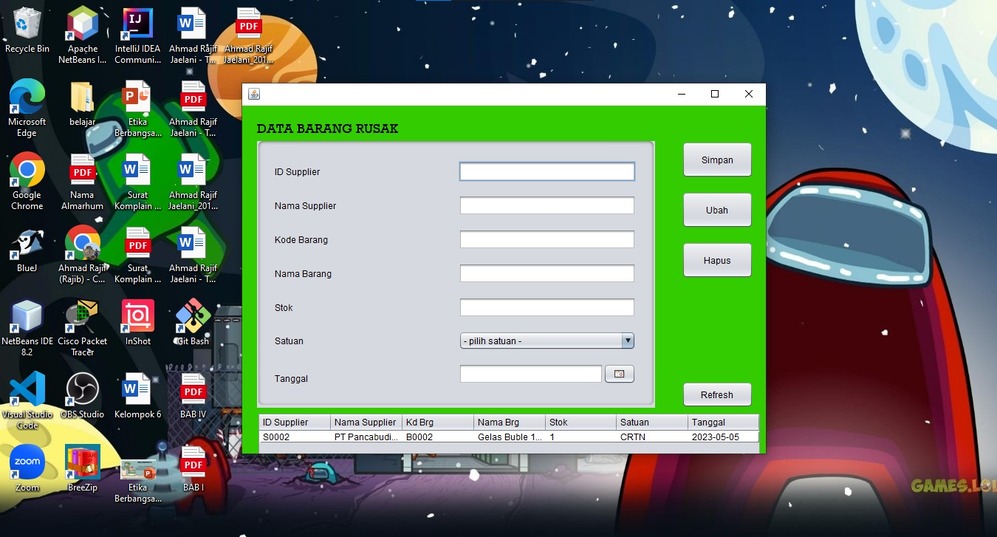 Recycle Bin
Apache
NetBeans I...
IntelliJ IDEA
Communi...
Ahmad Rajif
Jaelani - T...
Ahmad Rajif
Jaelani_201...
Microsoft
Edge
belajar
Etika
Berbangsa...
Ahmad Rajif
Jaelani - T...
Google
Chrome
Nama
Almarhum
Surat
Komplain ...
Ahmad Rajif
Jaelani_201...
BlueJ
Ahmad Rajif
(Rajib) - C...
Surat
Komplain ...
Ahmad Rajif
Jaelani - T...
NetBeans IDE
8.2
Cisco Packet
Tracer
InShot
Git Bash
Visual Studio
Code
OBS Studio
Kelompok 6
BAB IV
Zoom
BreeZip
Etika
Berbangsa...
BAB I
DATA BARANG RUSAK
ID Supplier
Nama Supplier
Kode Barang
Nama Barang
Stok
Satuan
- pilih satuan -
Tanggal
Simpan
Ubah
Hapus
Refresh
ID Supplier Nama Supplier Kd Brg Nama Brg Stok Satuan Tanggal
S0002 PT Pancabudi... B0002 Gelas Buble 1... 1 CRTN 2023-05-05